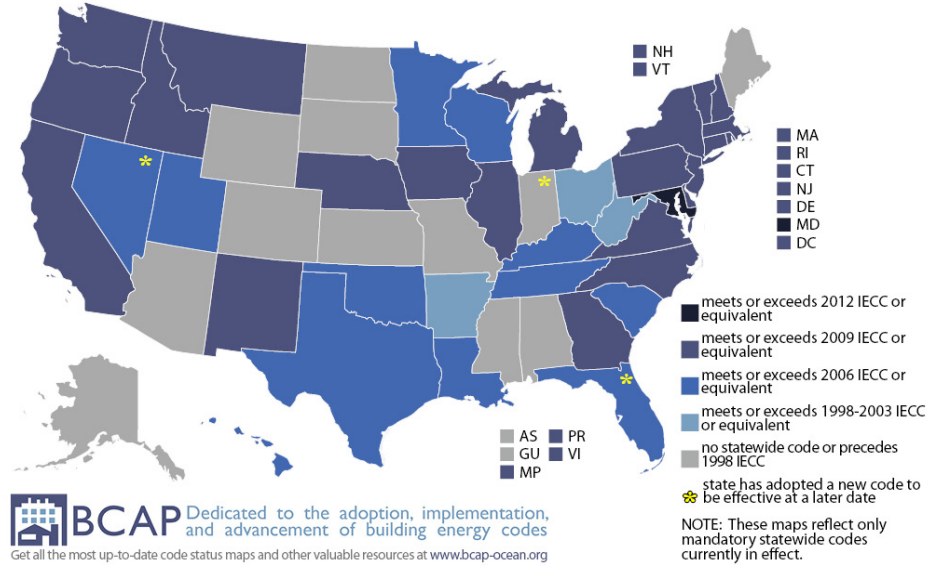 NH
VT
MA
RI
CT
NJ
DE
MD
DC
meets or exceeds 2012 IECC or
equivalent
meets or exceeds 2009 IECC or
equivalent
meets or exceeds 2006 IECC or
equivalent
meets or exceeds 1998-2003 IECC
or equivalent
no statewide code or precedes
1998 IECC
* state has adopted a new code to
be effective at a later date
NOTE: These maps reflect only
mandatory statewide codes
currently in effect.
AS PR
GU VI
MP
BCAP Dedicated to the adoption, implementation,
and advancement of building energy codes
Get all the most up-to-date code status maps and other valuable resources at www.bcap-ocean.org